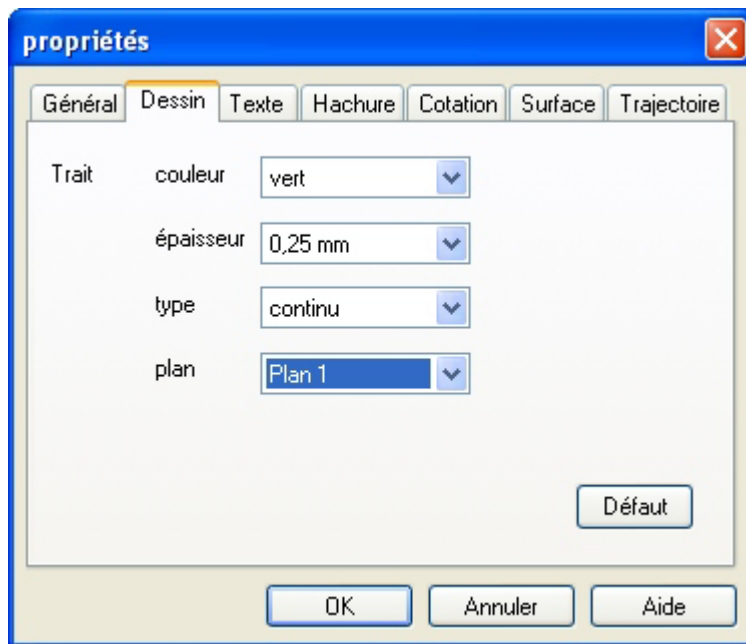 propriétés
Général Dessin Texte Hachure Cotation Surface Trajectoire
Trait couleur vert
épaisseur 0,25 mm
type continu
plan Plan 1
Défaut
OK Annuler Aide